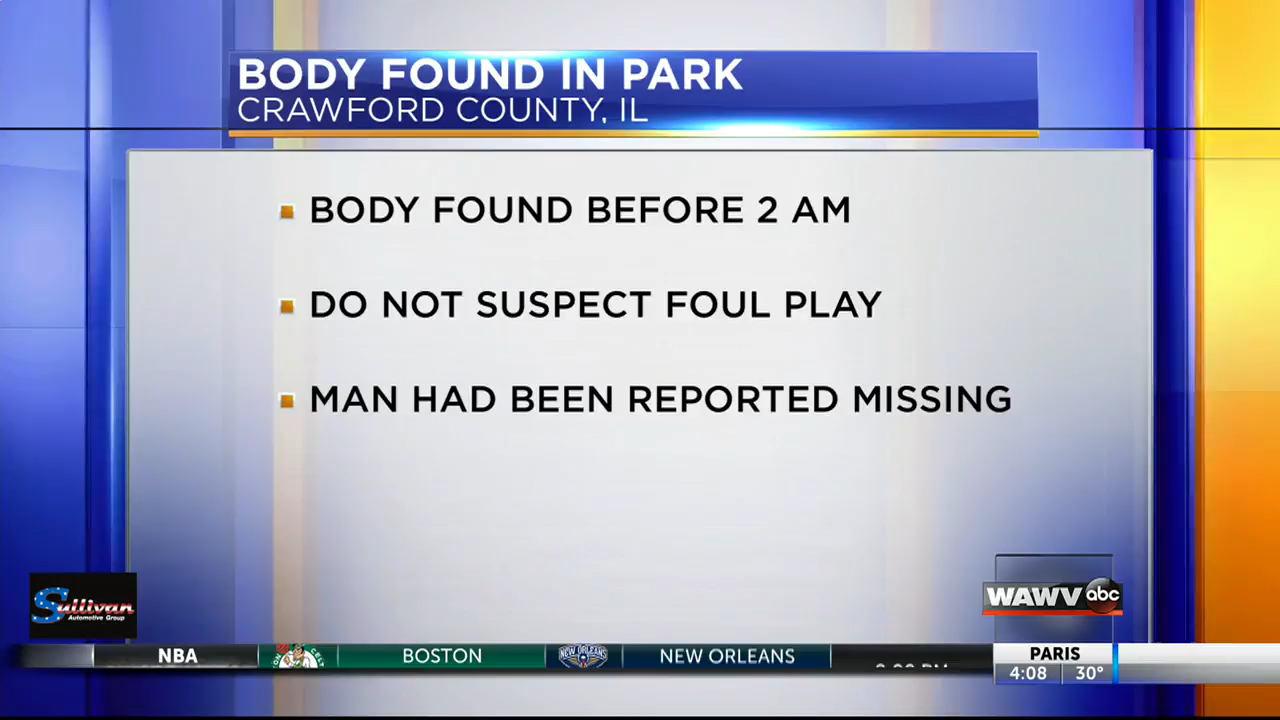 BODY FOUND IN PARK
CRAWFORD COUNTY, IL
BODY FOUND BEFORE 2 AM
DO NOT SUSPECT FOUL PLAY
MAN HAD BEEN REPORTED MISSING
Sullivan
Automotive Group
WAWV abc
NBA BOSTON NEW ORLEANS
PARIS
4:08 30°